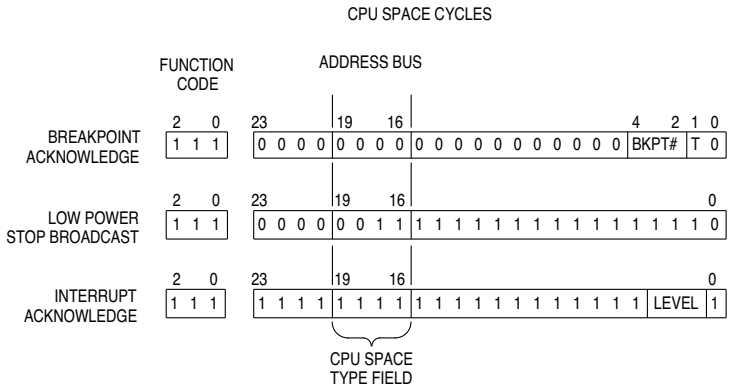 CPU SPACE CYCLES
FUNCTION CODE
ADDRESS BUS
2 0 23 19 16 4 2 1 0
BREAKPOINT ACKNOWLEDGE
1 1 1 0 0 0 0 0 0 0 0 0 0 0 0 0 0 0 0 0 0 0 BKPT# T 0
2 0 23 19 16 0
LOW POWER STOP BROADCAST
1 1 1 0 0 0 0 0 0 1 1 1 1 1 1 1 1 1 1 1 1 1 1 1 1 1 0
2 0 23 19 16 0
INTERRUPT ACKNOWLEDGE
1 1 1 1 1 1 1 1 1 1 1 1 1 1 1 1 1 1 1 1 1 1 1 LEVEL 1
CPU SPACE
TYPE FIELD